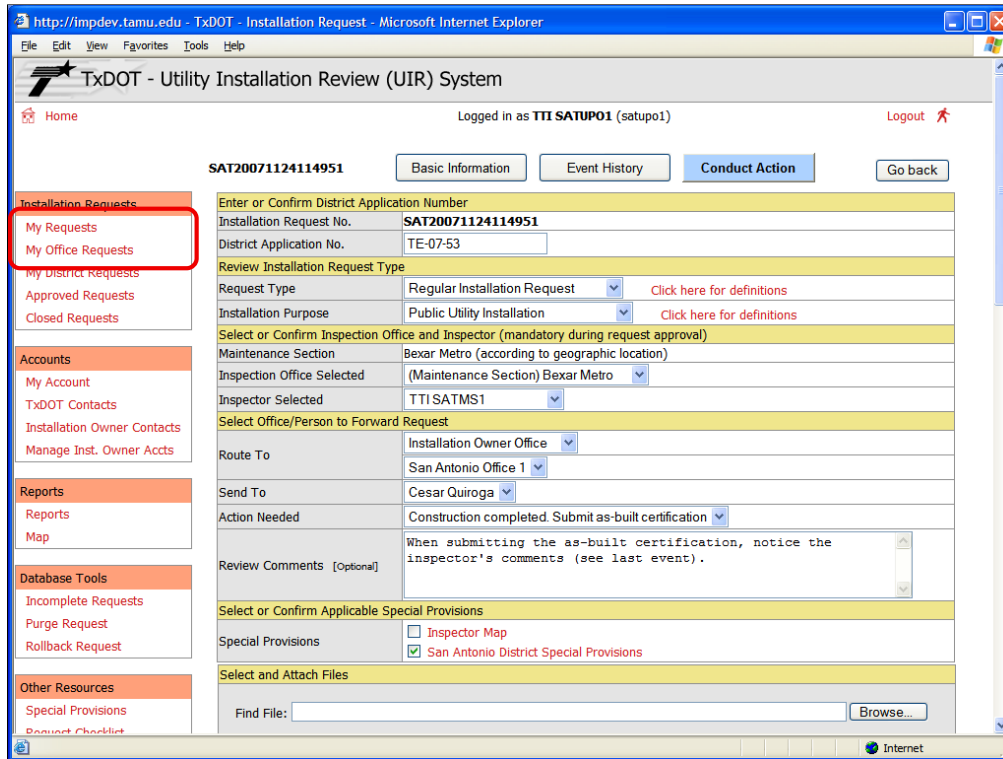 http://impdev.tamu.edu - TxDOT - Installation Request - Microsoft Internet Explorer
File Edit View Favorites Tools Help
TxDOT - Utility Installation Review (UIR) System
Home Logged in as TTI SATUPO1 (satupo1) Logout
SAT20071124114951 Basic Information Event History Conduct Action Go back
Installation Requests
My Requests
My Office Requests
My District Requests
Approved Requests
Closed Requests
Accounts
My Account
TxDOT Contacts
Installation Owner Contacts
Manage Inst. Owner Accts
Reports
Reports
Map
Database Tools
Incomplete Requests
Purge Request
Rollback Request
Other Resources
Special Provisions
Request Checklist
Enter or Confirm District Application Number
Installation Request No. SAT20071124114951
District Application No. TE-07-53
Review Installation Request Type
Request Type Regular Installation Request Click here for definitions
Installation Purpose Public Utility Installation Click here for definitions
Select or Confirm Inspection Office and Inspector (mandatory during request approval)
Maintenance Section Bexar Metro (according to geographic location)
Inspection Office Selected (Maintenance Section) Bexar Metro
Inspector Selected TTI SATMS1
Select Office/Person to Forward Request
Route To Installation Owner Office
San Antonio Office 1
Send To Cesar Quiroga
Action Needed Construction completed. Submit as-built certification
Review Comments [Optional] When submitting the as-built certification, notice the
inspector's comments (see last event).
Select or Confirm Applicable Special Provisions
Special Provisions Inspector Map
San Antonio District Special Provisions
Select and Attach Files
Find File: Browse...
Internet